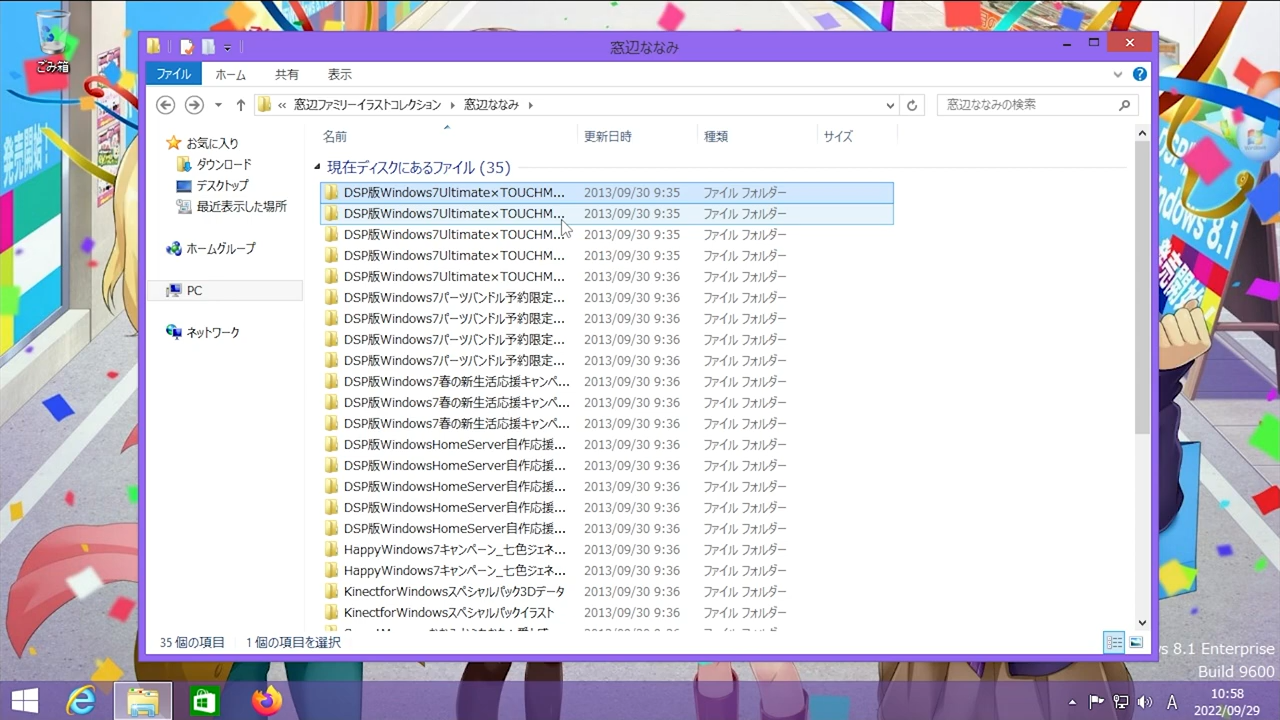 ごみ箱
窓辺ななみ
ファイル ホーム 共有 表示
« 窓辺ファミリーイラストコレクション 窓辺ななみ
窓辺ななみの検索
お気に入り
ダウンロード
デスクトップ
最近表示した場所
ホームグループ
PC
ネットワーク
名前 更新日時 種類 サイズ
現在ディスクにあるファイル (35)
DSP版Windows7Ultimate×TOUCHM... 2013/09/30 9:35 ファイル フォルダー
DSP版Windows7Ultimate×TOUCHM... 2013/09/30 9:35 ファイル フォルダー
DSP版Windows7Ultimate×TOUCHM... 2013/09/30 9:35 ファイル フォルダー
DSP版Windows7Ultimate×TOUCHM... 2013/09/30 9:35 ファイル フォルダー
DSP版Windows7Ultimate×TOUCHM... 2013/09/30 9:36 ファイル フォルダー
DSP版Windows7パーツバンドル予約限定... 2013/09/30 9:36 ファイル フォルダー
DSP版Windows7パーツバンドル予約限定... 2013/09/30 9:36 ファイル フォルダー
DSP版Windows7パーツバンドル予約限定... 2013/09/30 9:36 ファイル フォルダー
DSP版Windows7パーツバンドル予約限定... 2013/09/30 9:36 ファイル フォルダー
DSP版Windows7春の新生活応援キャンペ... 2013/09/30 9:36 ファイル フォルダー
DSP版Windows7春の新生活応援キャンペ... 2013/09/30 9:36 ファイル フォルダー
DSP版Windows7春の新生活応援キャンペ... 2013/09/30 9:36 ファイル フォルダー
DSP版WindowsHomeServer自作応援... 2013/09/30 9:36 ファイル フォルダー
DSP版WindowsHomeServer自作応援... 2013/09/30 9:36 ファイル フォルダー
DSP版WindowsHomeServer自作応援... 2013/09/30 9:36 ファイル フォルダー
DSP版WindowsHomeServer自作応援... 2013/09/30 9:36 ファイル フォルダー
DSP版WindowsHomeServer自作応援... 2013/09/30 9:36 ファイル フォルダー
HappyWindows7キャンペーン_七色ジェネ... 2013/09/30 9:36 ファイル フォルダー
HappyWindows7キャンペーン_七色ジェネ... 2013/09/30 9:36 ファイル フォルダー
KinectforWindowsスペシャルパック3Dデータ 2013/09/30 9:36 ファイル フォルダー
KinectforWindowsスペシャルパックイラスト 2013/09/30 9:36 ファイル フォルダー
35 個の項目 1 個の項目を選択
発売開始!
DSP
indows 8.1
発売開始
s 8.1 Enterprise
Build 9600
A
10:58
2022/09/29